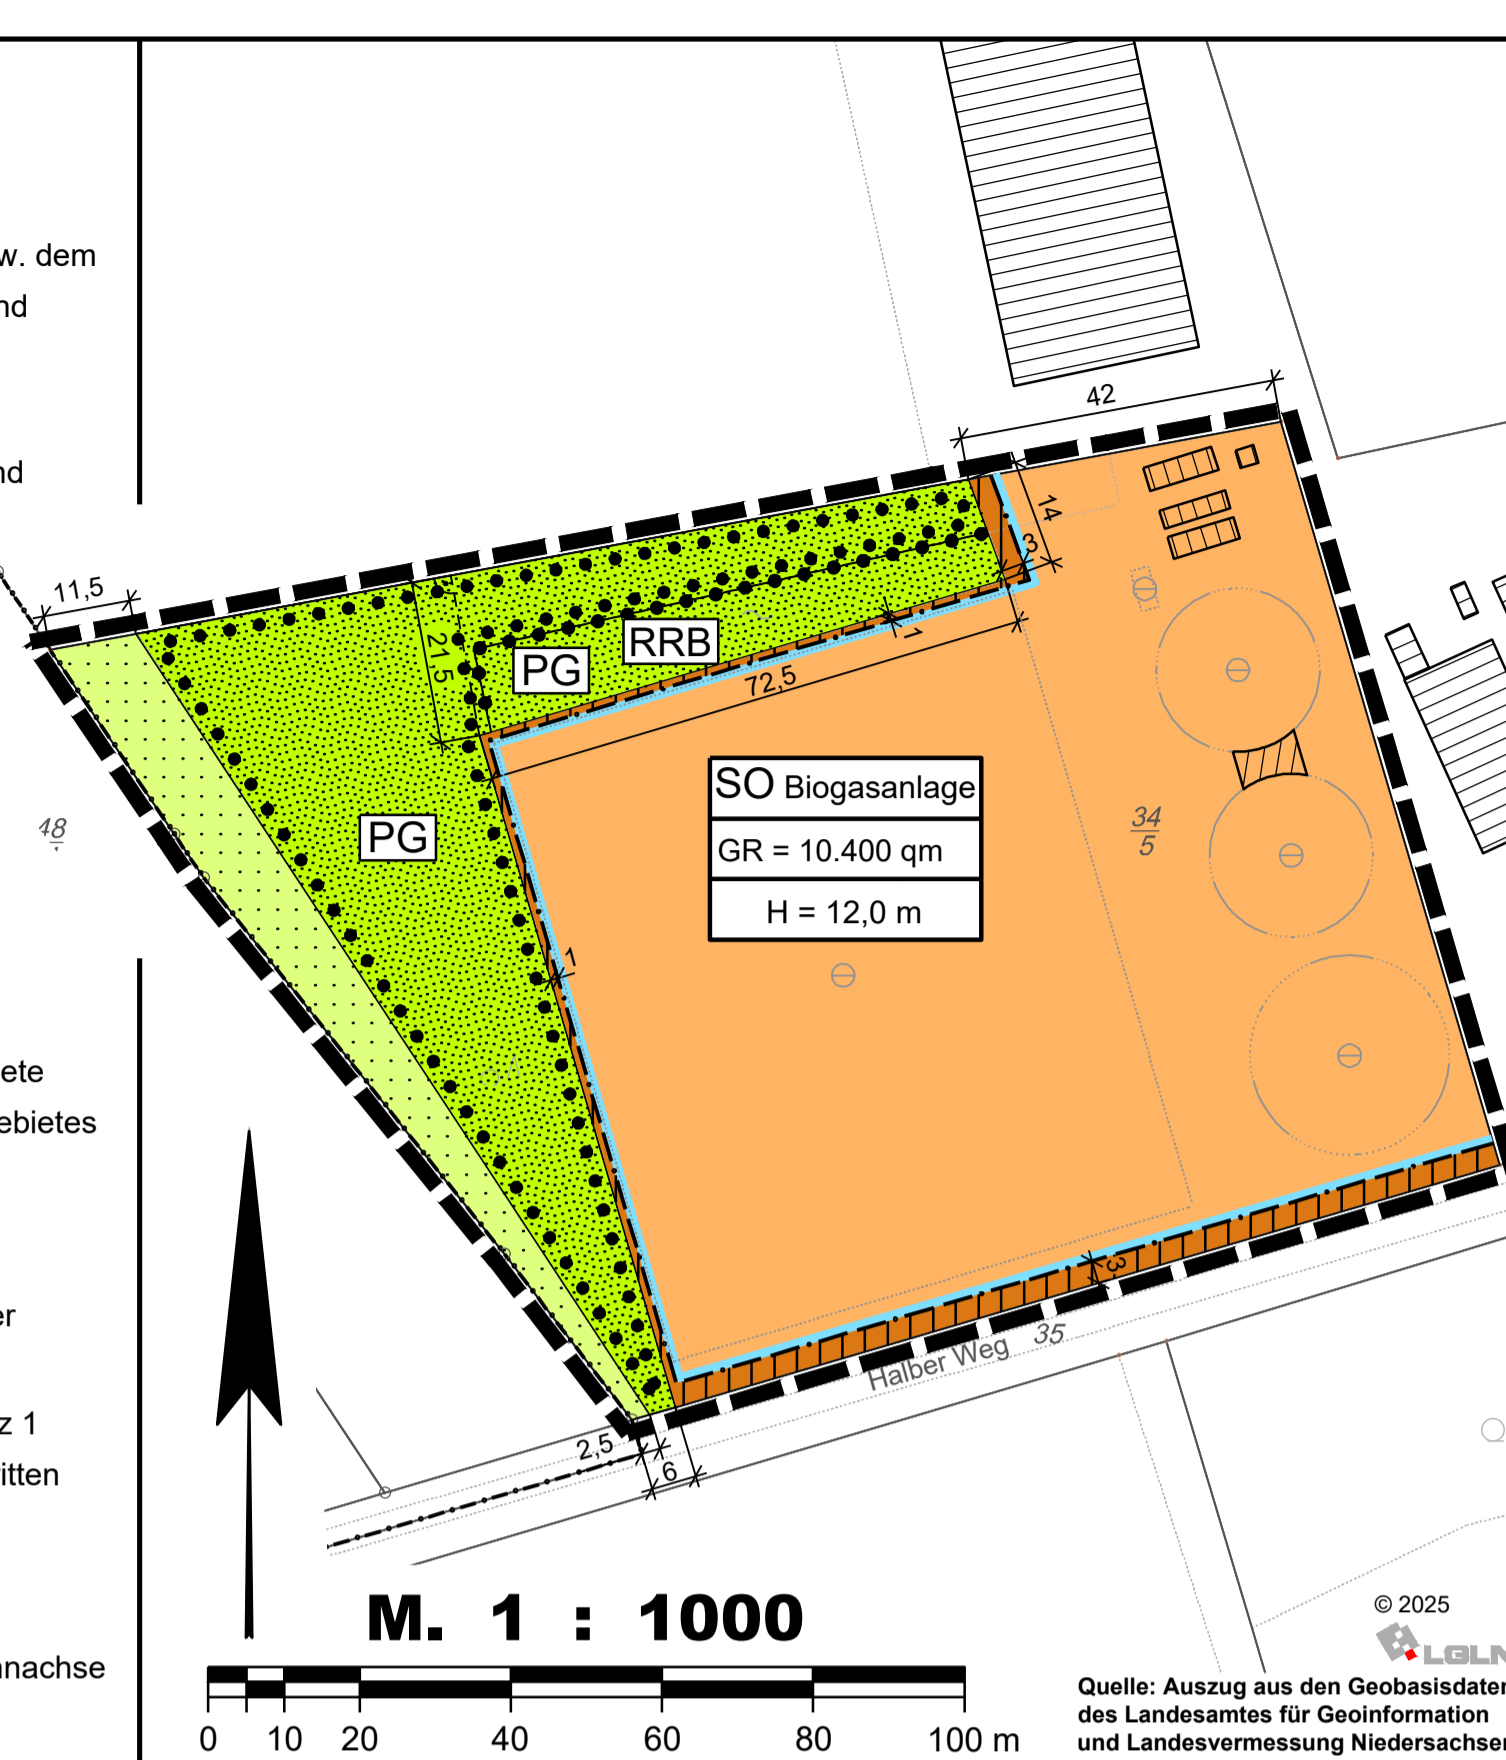 w. dem
nd
nd
ete
ebietes
er
z 1
itten
nnachse
42
14
3
11,5
21,5
RRB
PG
1
72,5
SO Biogasanlage
GR = 10.400 qm
H = 12,0 m
34
5
48
PG
1
3
35
Halber Weg
2,5
6
M. 1 : 1000
0 10 20 40 60 80 100 m
© 2025
LGLN
Quelle: Auszug aus den Geobasisdaten
des Landesamtes für Geoinformation
und Landesvermessung Niedersachsen